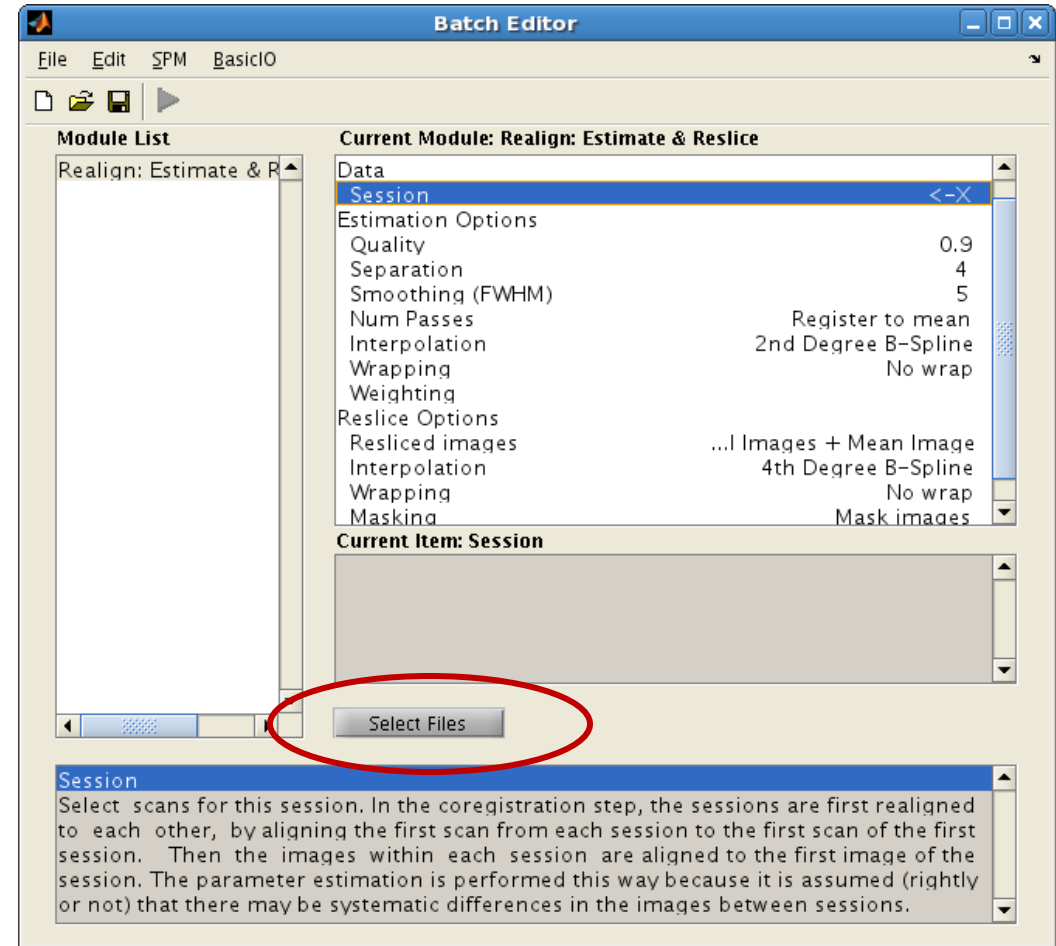 Batch Editor
File Edit SPM BasicIO
Module List
Realign: Estimate & R
Current Module: Realign: Estimate & Reslice
Data
Session <-X
Estimation Options
Quality 0.9
Separation 4
Smoothing (FWHM) 5
Num Passes Register to mean
Interpolation 2nd Degree B-Spline
Wrapping No wrap
Weighting
Reslice Options
Resliced images ...l Images + Mean Image
Interpolation 4th Degree B-Spline
Wrapping No wrap
Masking Mask images
Current Item: Session
Select Files
Session
Select scans for this session. In the coregistration step, the sessions are first realigned
to each other, by aligning the first scan from each session to the first scan of the first
session. Then the images within each session are aligned to the first image of the
session. The parameter estimation is performed this way because it is assumed (rightly
or not) that there may be systematic differences in the images between sessions.